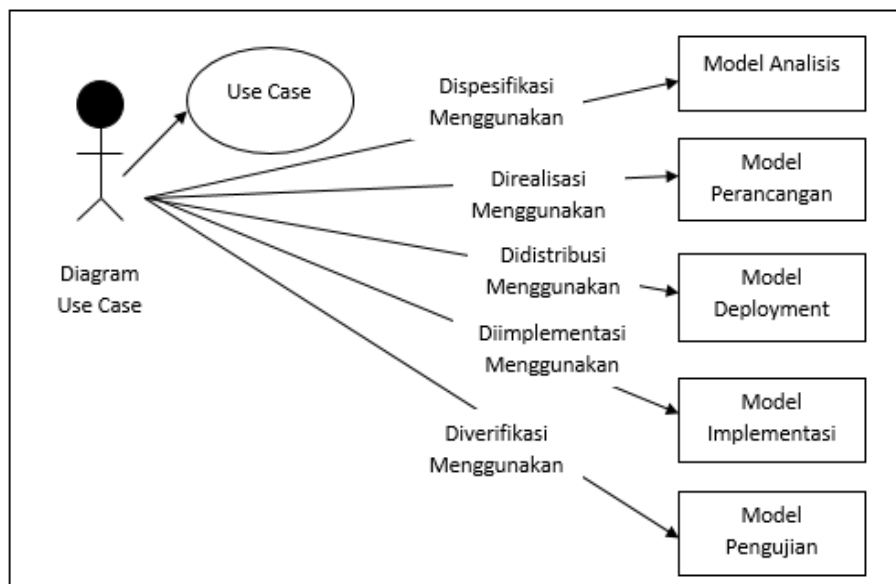 Use Case
Diagram
Use Case
Dispesifikasi
Menggunakan
Model Analisis
Direalisasi
Menggunakan
Model
Perancangan
Didistribusi
Menggunakan
Model
Deployment
Diimplementasi
Menggunakan
Model
Implementasi
Diverifikasi
Menggunakan
Model
Pengujian